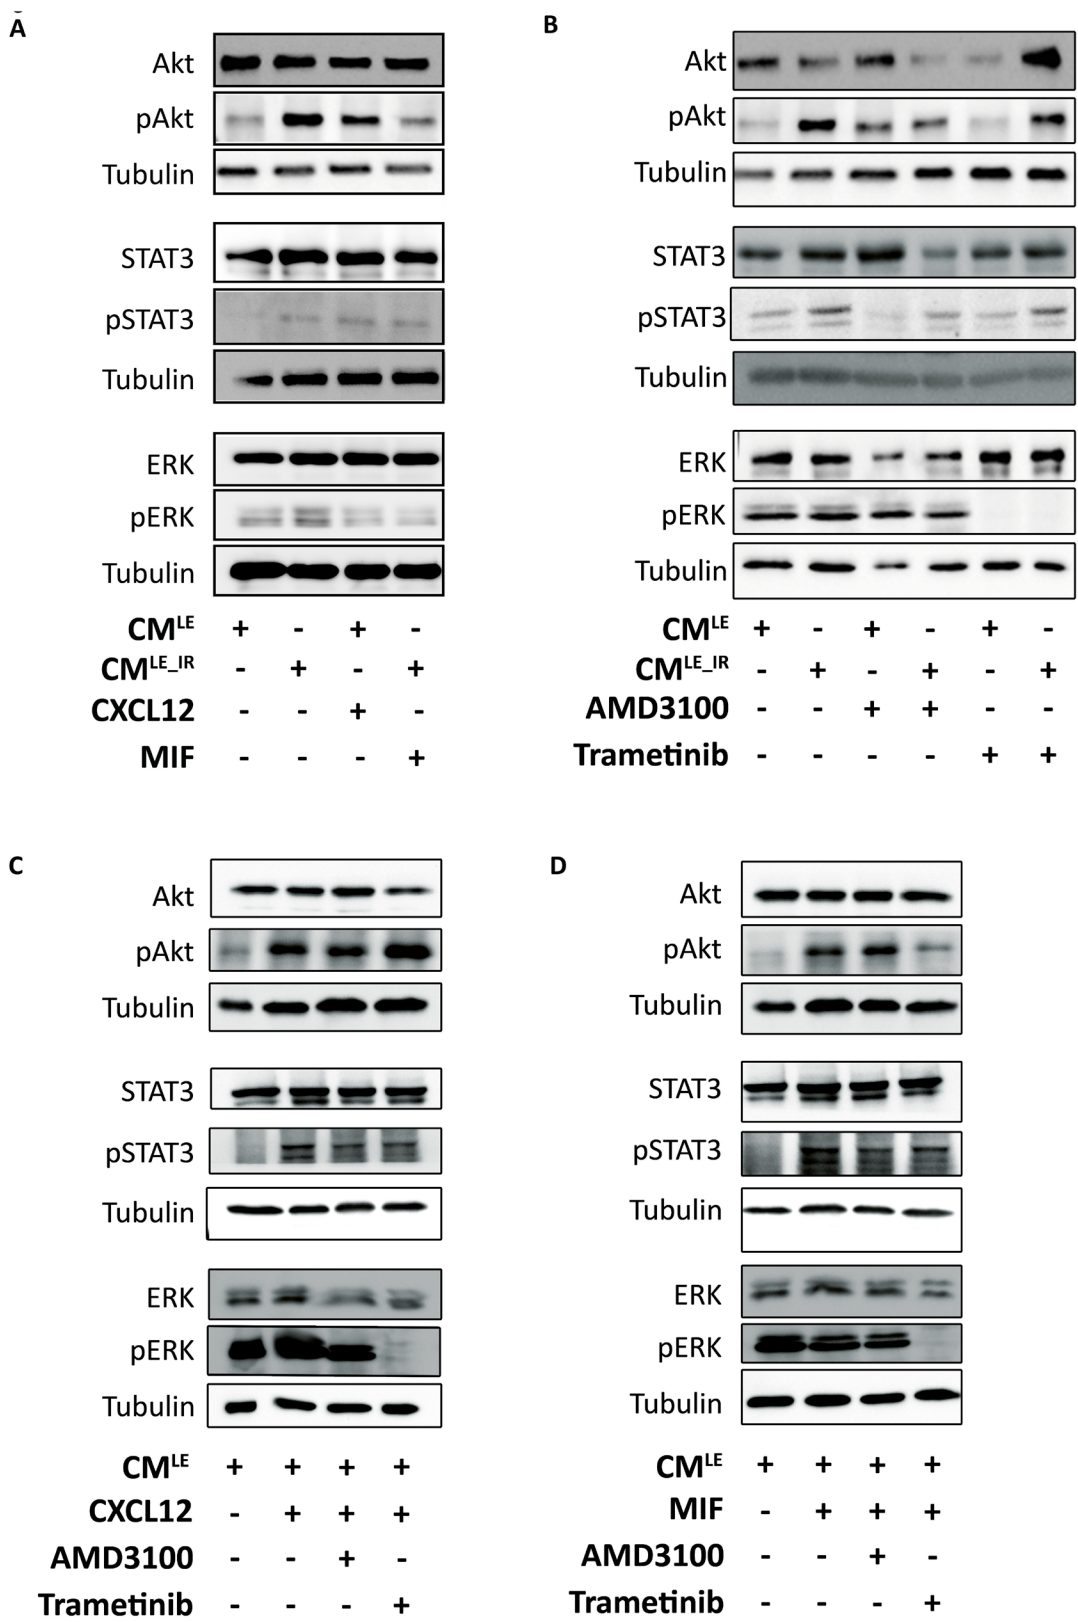 A
Akt
pAkt
Tubulin
STAT3
pSTAT3
Tubulin
ERK
pERK
Tubulin
CMLE + - + -
CMLE_IR - + - +
CXCL12 - - + -
MIF - - - +
B
Akt
pAkt
Tubulin
STAT3
pSTAT3
Tubulin
ERK
pERK
Tubulin
CMLE + - + - + -
CMLE_IR - + - + - +
AMD3100 - - + + - -
Trametinib - - - - + +
C
Akt
pAkt
Tubulin
STAT3
pSTAT3
Tubulin
ERK
pERK
Tubulin
CMLE + + + +
CXCL12 - + + +
AMD3100 - - + -
Trametinib - - - +
D
Akt
pAkt
Tubulin
STAT3
pSTAT3
Tubulin
ERK
pERK
Tubulin
CMLE + + + +
MIF - + + +
AMD3100 - - + -
Trametinib - - - +